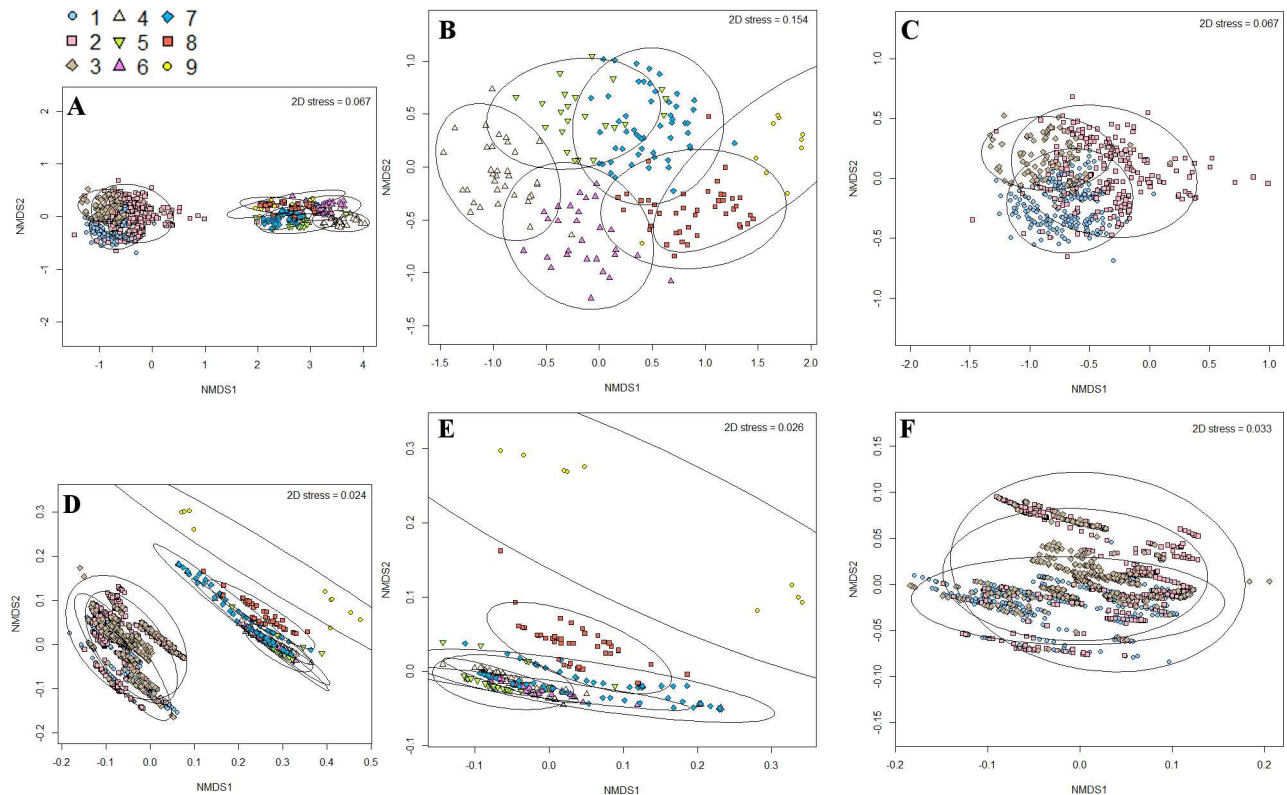 1 4 7
2 5 8
3 6 9
A
2D stress = 0.067
NMDS2
2
1
0
-1
-2
-1 0 1 2 3 4
NMDS1
B
2D stress = 0.154
NMDS2
1.0
0.5
0.0
-0.5
-1.0
-1.5
-1.5 -1.0 -0.5 0.0 0.5 1.0 1.5 2.0
NMDS1
C
2D stress = 0.067
NMDS2
1.0
0.5
0.0
-0.5
-1.0
-2.0 -1.5 -1.0 -0.5 0.0 0.5 1.0
NMDS1
D
2D stress = 0.024
NMDS2
0.3
0.2
0.1
0.0
-0.1
-0.2
-0.2 -0.1 0.0 0.1 0.2 0.3 0.4 0.5
NMDS1
E
2D stress = 0.026
NMDS2
0.3
0.2
0.1
0.0
-0.1
-0.1 0.0 0.1 0.2 0.3
NMDS1
F
2D stress = 0.033
NMDS2
0.15
0.10
0.05
0.00
-0.05
-0.10
-0.15
-0.2 -0.1 0.0 0.1 0.2
NMDS1